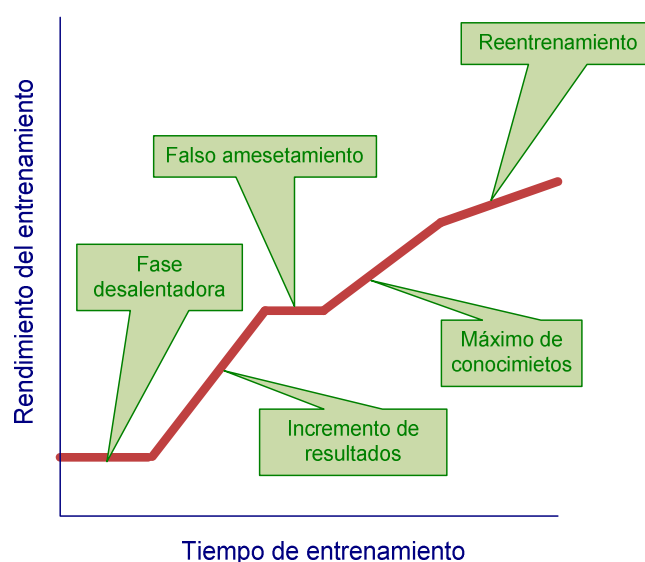 Reentrenamiento
Falso amesetamiento
Fase
desalentadora
Máximo de
conocimietos
Incremento de
resultados
Rendimiento del entrenamiento
Tiempo de entrenamiento